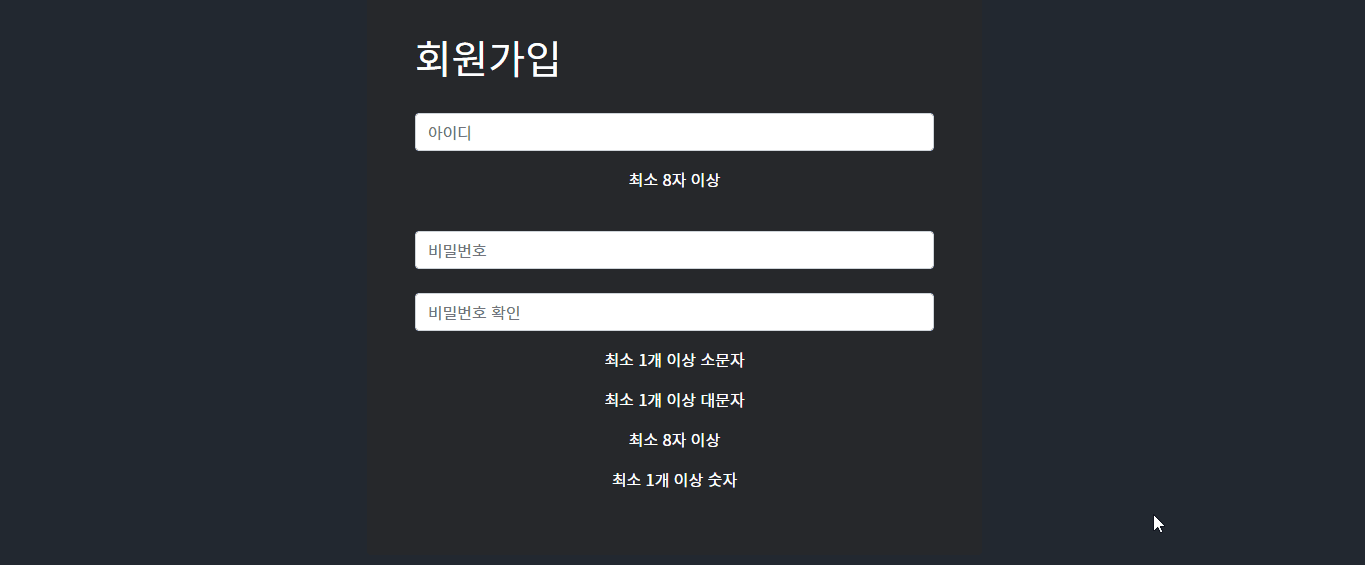 회원가입
아이디
최소 8자 이상
비밀번호
비밀번호 확인
최소 1개 이상 소문자
최소 1개 이상 대문자
최소 8자 이상
최소 1개 이상 숫자